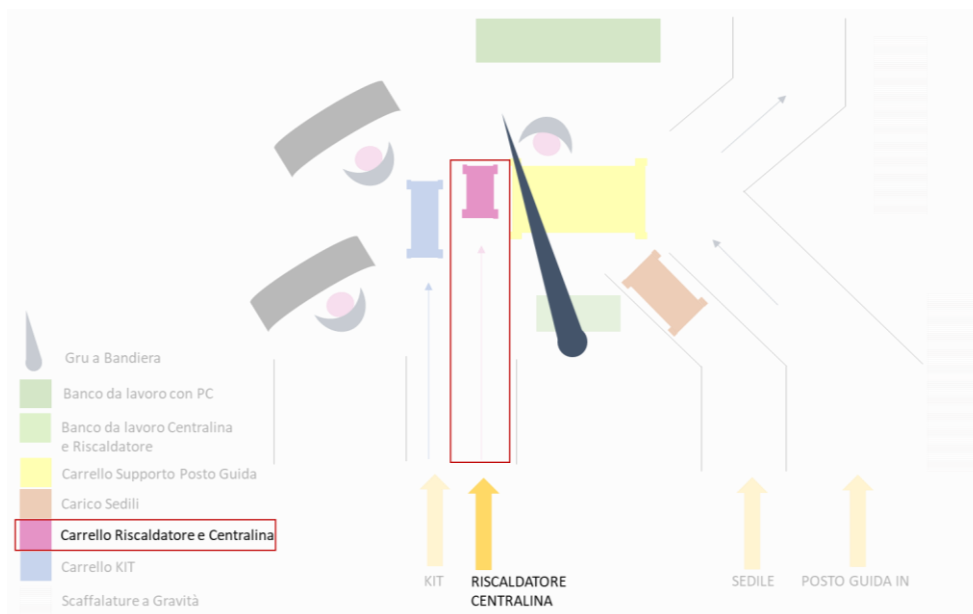 Gru a Bandiera
Banco da lavoro con PC
Banco da lavoro Centralina
e Riscaldatore
Carrello Supporto Posto Guida
Carico Sedili
Carrello Riscaldatore e Centralina
Carrello KIT
Scaffalature a Gravità
KIT
RISCALDATORE
CENTRALINA
SEDILE
POSTO GUIDA IN